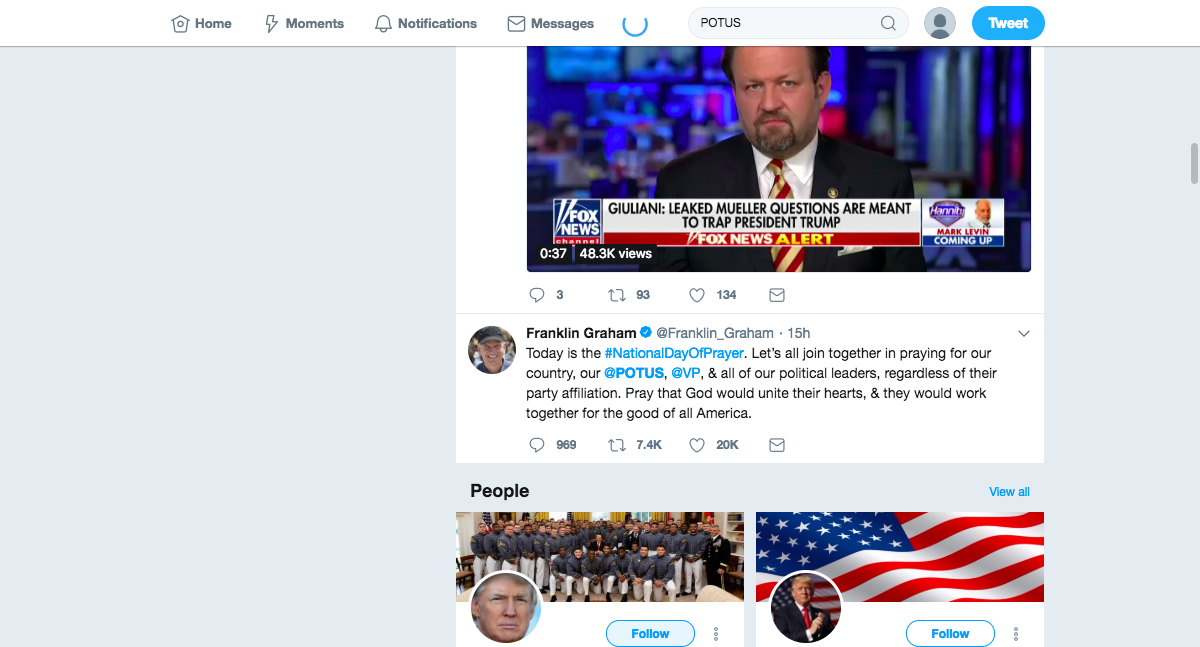 Home Moments Notifications Messages POTUS Tweet
FOX
NEWS
channel
GIULIANI: LEAKED MUELLER QUESTIONS ARE MEANT
TO TRAP PRESIDENT TRUMP
FOX NEWS ALERT
Hannity
MARK LEVIN
COMING UP
0:37 48.3K views
3 93 134
Franklin Graham @Franklin_Graham · 15h
Today is the #NationalDayOfPrayer. Let’s all join together in praying for our
country, our @POTUS, @VP, & all of our political leaders, regardless of their
party affiliation. Pray that God would unite their hearts, & they would work
together for the good of all America.
969 7.4K 20K
People View all
Follow Follow